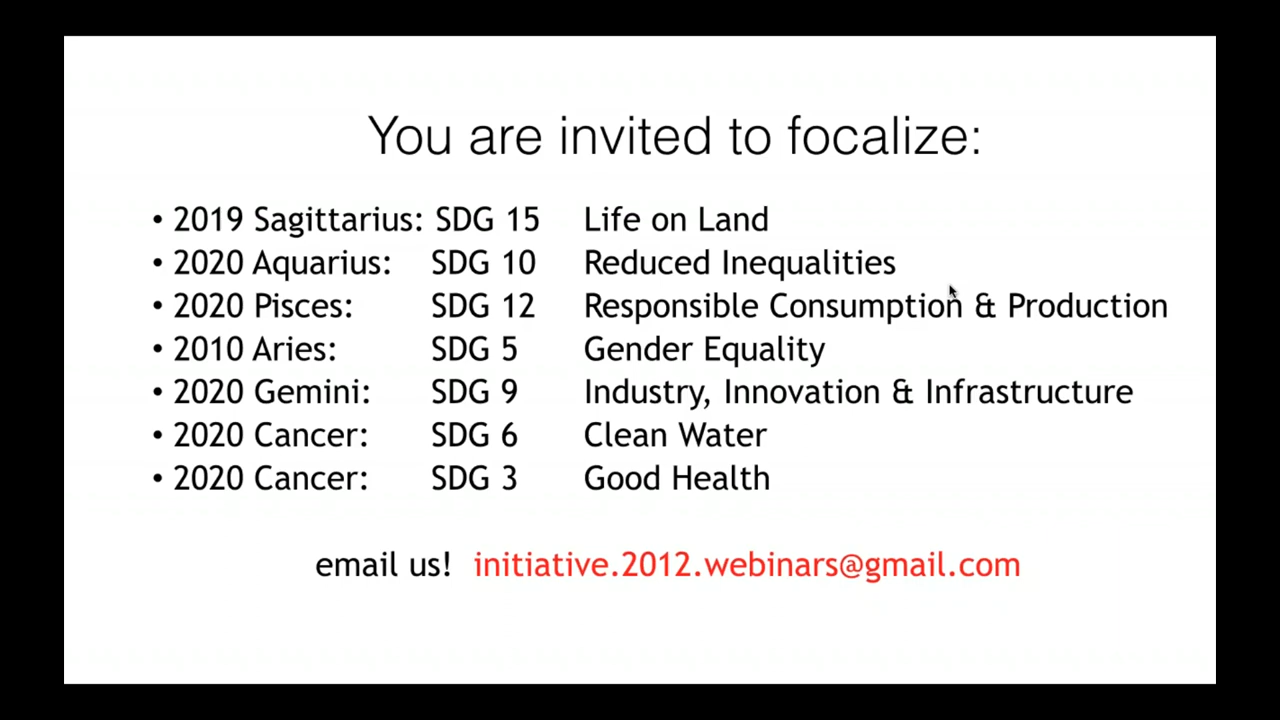 You are invited to focalize:
• 2019 Sagittarius: SDG 15 Life on Land
• 2020 Aquarius: SDG 10 Reduced Inequalities
• 2020 Pisces: SDG 12 Responsible Consumption & Production
• 2010 Aries: SDG 5 Gender Equality
• 2020 Gemini: SDG 9 Industry, Innovation & Infrastructure
• 2020 Cancer: SDG 6 Clean Water
• 2020 Cancer: SDG 3 Good Health
email us! initiative.2012.webinars@gmail.com